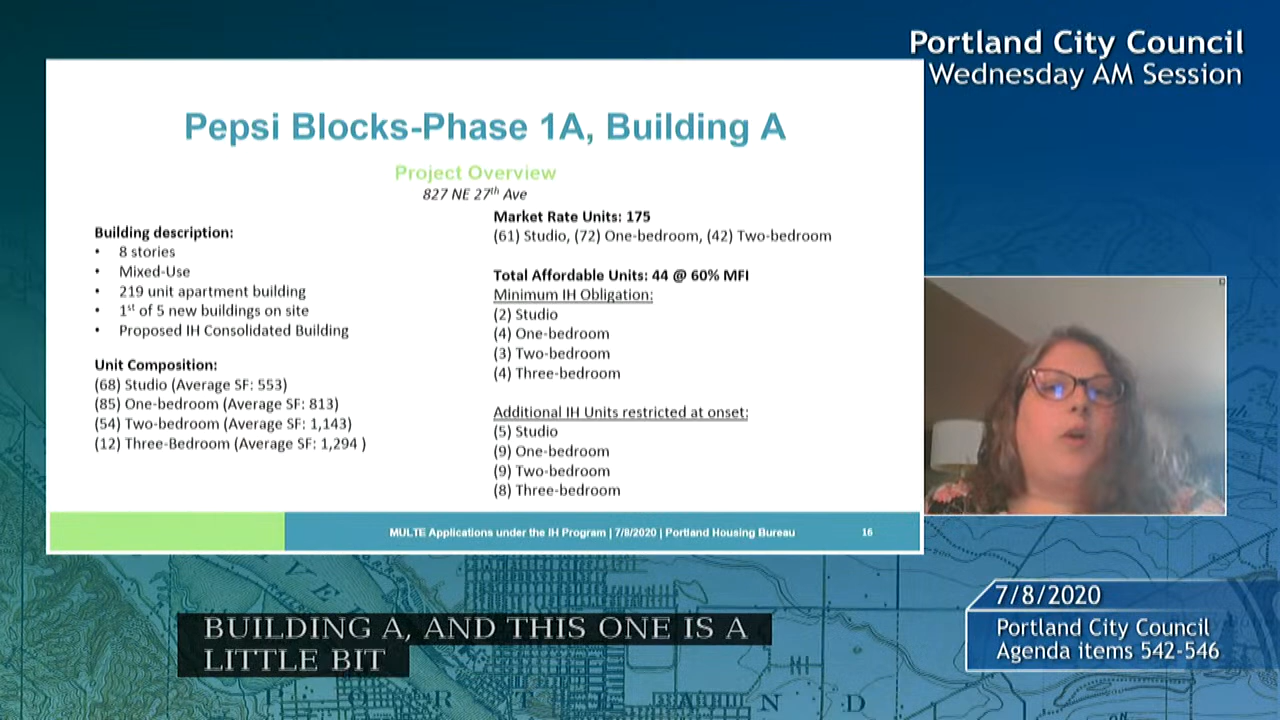 Portland City Council
Wednesday AM Session
Pepsi Blocks-Phase 1A, Building A
Project Overview
827 NE 27th Ave
Building description:
• 8 stories
• Mixed-Use
• 219 unit apartment building
• 1st of 5 new buildings on site
• Proposed IH Consolidated Building
Unit Composition:
(68) Studio (Average SF: 553)
(85) One-bedroom (Average SF: 813)
(54) Two-bedroom (Average SF: 1,143)
(12) Three-Bedroom (Average SF: 1,294 )
Market Rate Units: 175
(61) Studio, (72) One-bedroom, (42) Two-bedroom
Total Affordable Units: 44 @ 60% MFI
Minimum IH Obligation:
(2) Studio
(4) One-bedroom
(3) Two-bedroom
(4) Three-bedroom
Additional IH Units restricted at onset:
(5) Studio
(9) One-bedroom
(9) Two-bedroom
(8) Three-bedroom
MULTE Applications under the IH Program | 7/8/2020 | Portland Housing Bureau
16
BUILDING A, AND THIS ONE IS A
LITTLE BIT
7/8/2020
Portland City Council
Agenda items 542-546